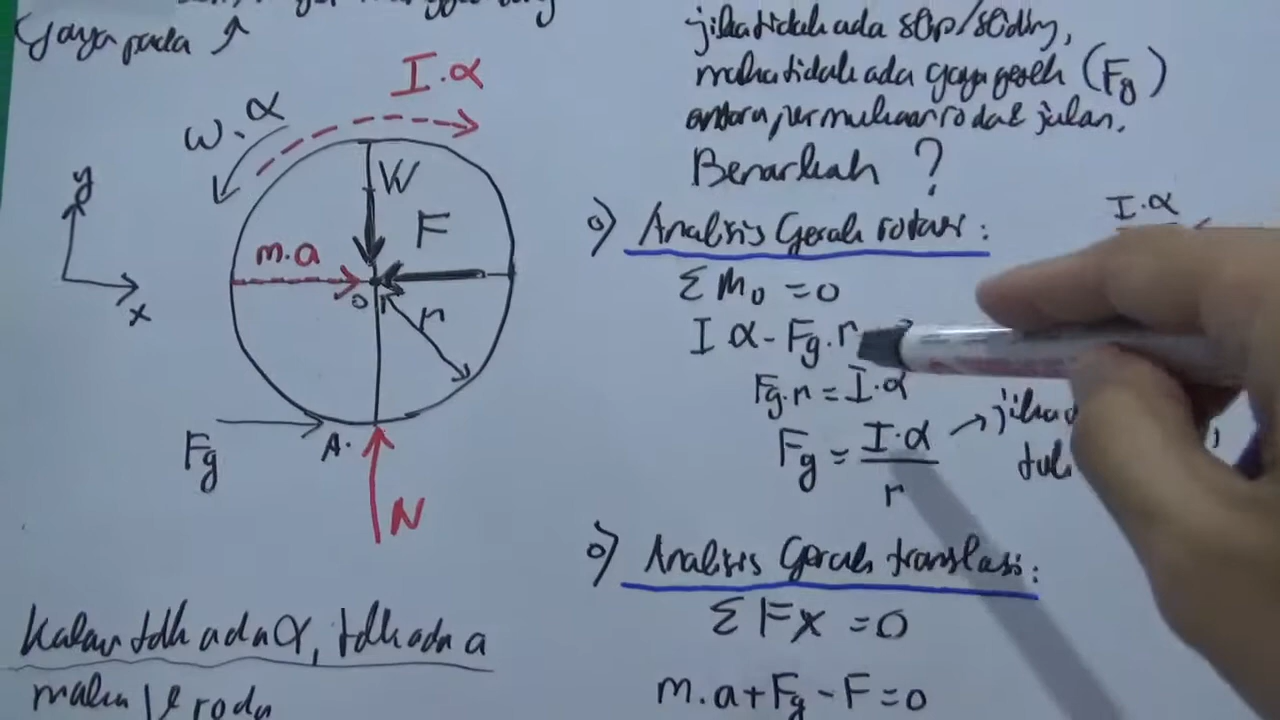 Gaya pada
I.α
ω.α
y
x
W
F
m.a
o
r
Fg
A.
N
Kalau tdk ada α, tdk ada a
maka
roda
jika tidak ada slip/sliding,
maka tidak ada gaya gesek (Fg)
antara permukaan roda & jalan.
Benarkah ?
o) Analisis Gerak rotasi :
I.α
ΣMo = 0
I α - Fg.r
Fg.r = I.α
Fg = I.α / r → jika
o) Analisis Gerak translasi :
ΣFx = 0
m.a + Fg - F = 0